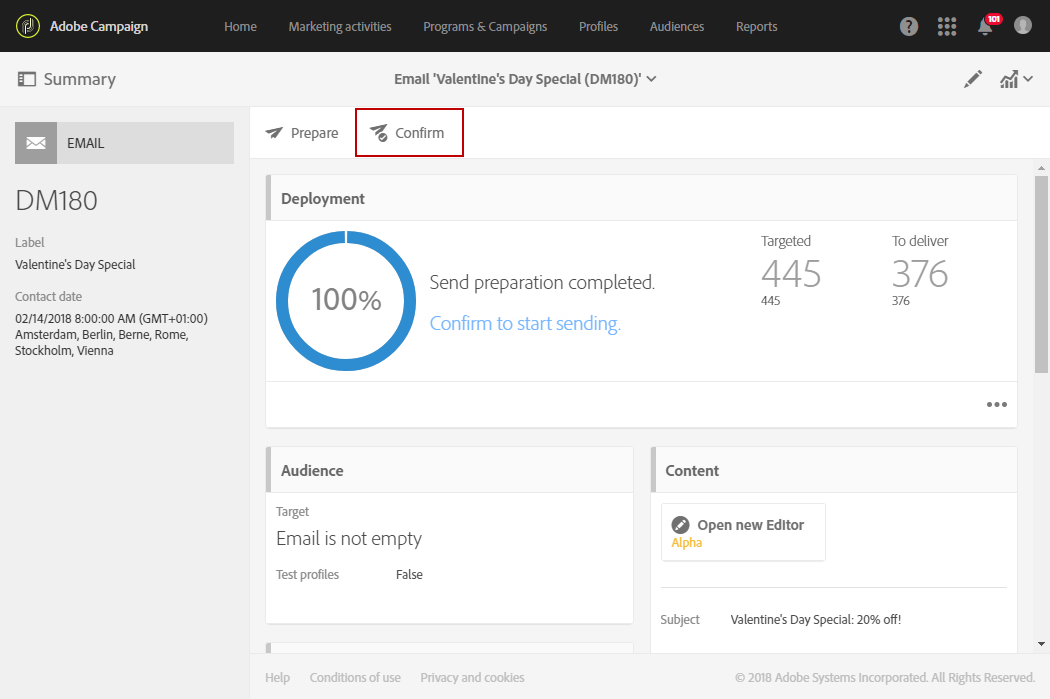 Adobe Campaign
Home
Marketing activities
Programs & Campaigns
Profiles
Audiences
Reports
?
101
Summary
Email 'Valentine's Day Special (DM180)'
EMAIL
DM180
Label
Valentine's Day Special
Contact date
02/14/2018 8:00:00 AM (GMT+01:00)
Amsterdam, Berlin, Berne, Rome,
Stockholm, Vienna
Prepare
Confirm
Deployment
100%
Send preparation completed.
Confirm to start sending.
Targeted
445
445
To deliver
376
376
Audience
Target
Email is not empty
Test profiles
False
Content
Open new Editor
Alpha
Subject
Valentine's Day Special: 20% off!
Help
Conditions of use
Privacy and cookies
© 2018 Adobe Systems Incorporated. All Rights Reserved.